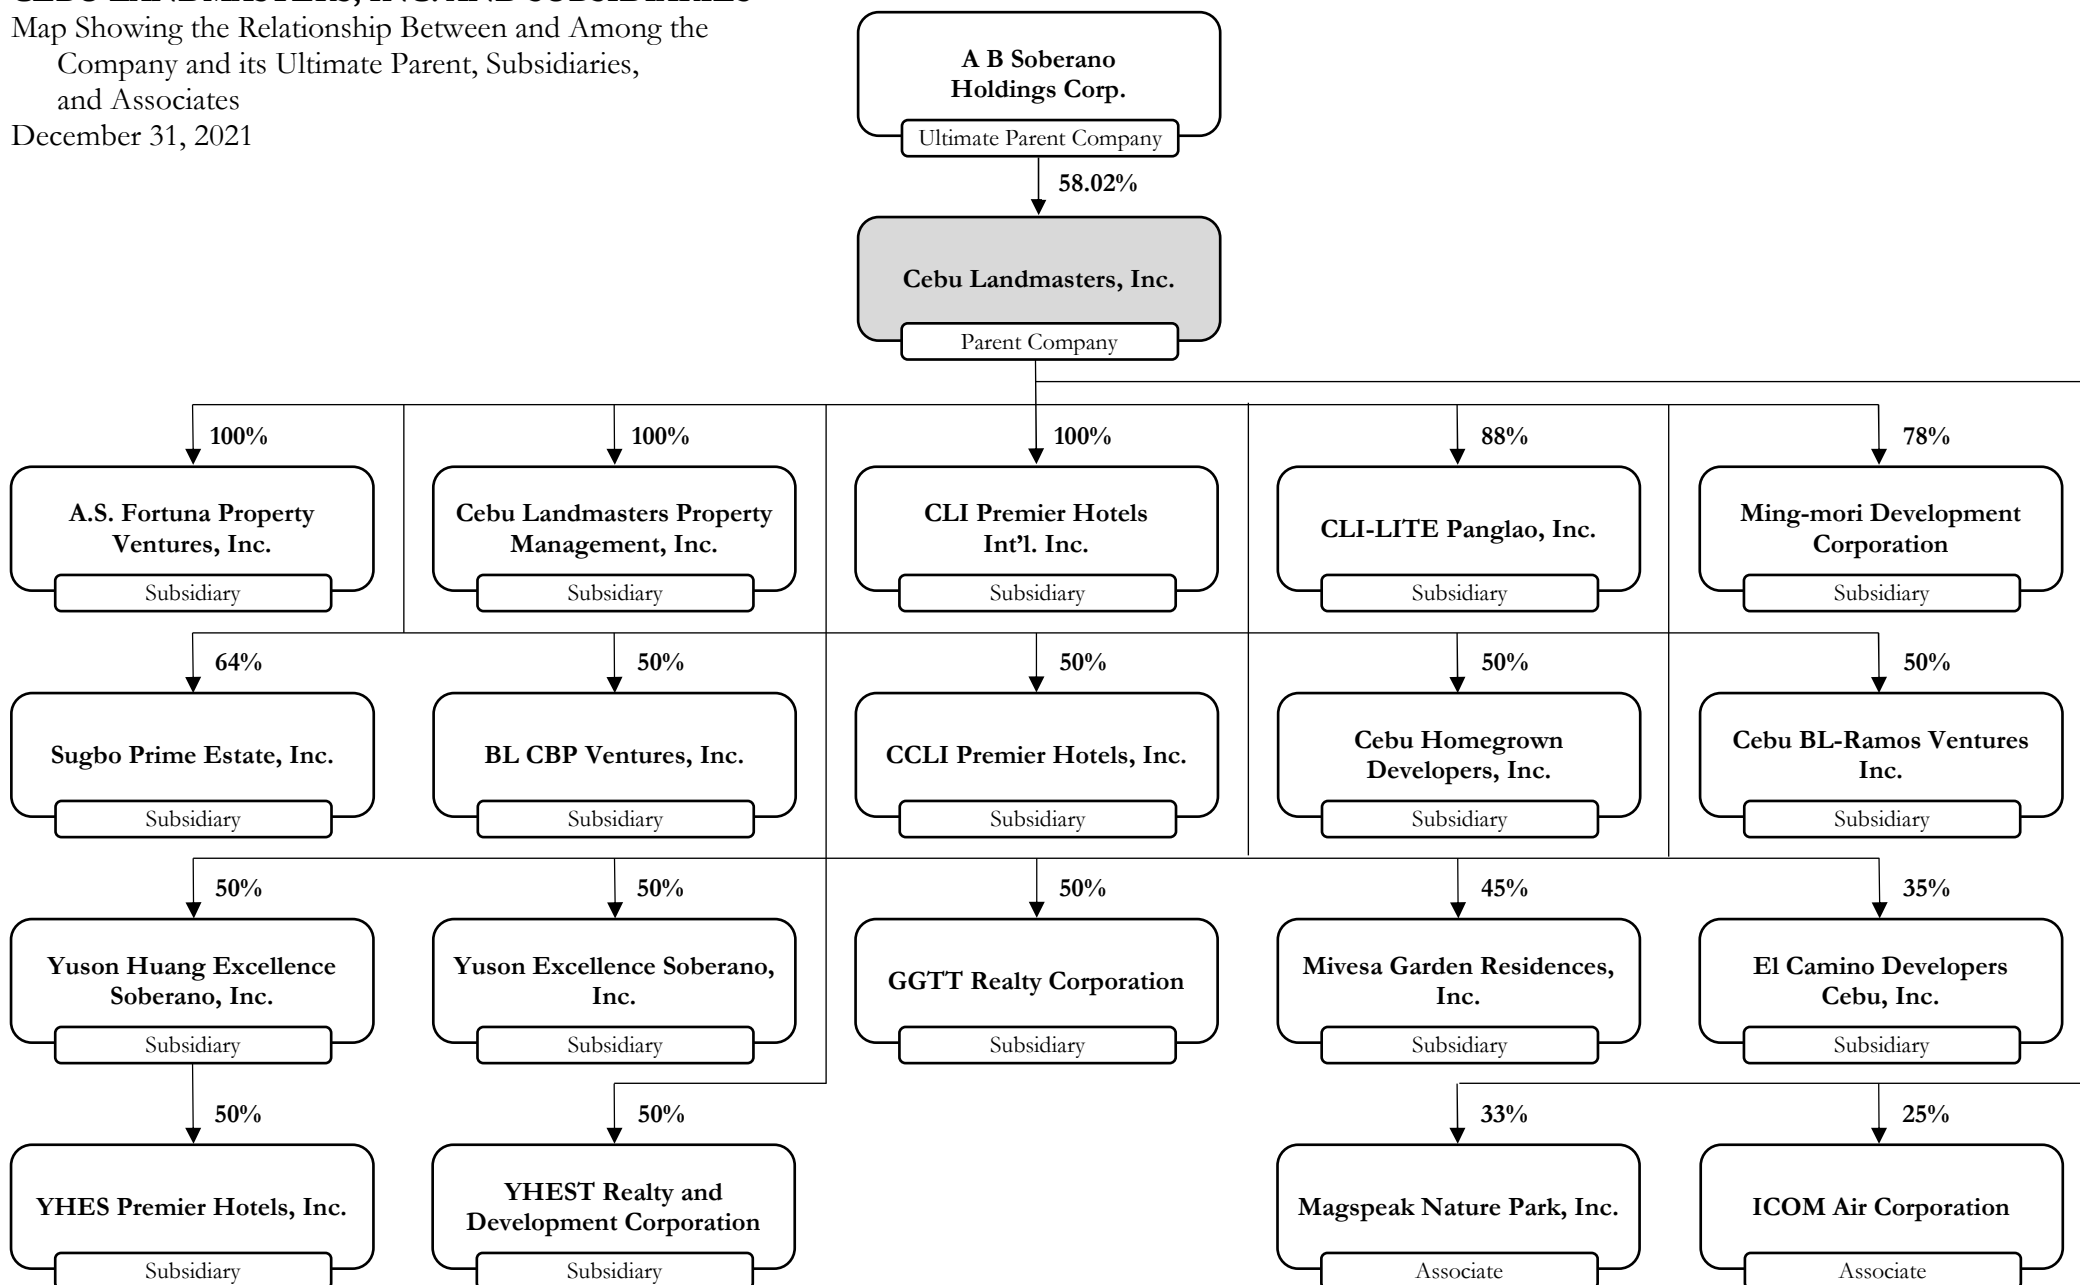 CEBU LANDMASTERS, INC. AND SUBSIDIARIES
Map Showing the Relationship Between and Among the
Company and its Ultimate Parent, Subsidiaries,
and Associates
December 31, 2021
A B Soberano
Holdings Corp.
Ultimate Parent Company
58.02%
Cebu Landmasters, Inc.
Parent Company
100%
100%
100%
88%
78%
A.S. Fortuna Property
Ventures, Inc.
Subsidiary
Cebu Landmasters Property
Management, Inc.
Subsidiary
CLI Premier Hotels
Int'l. Inc.
Subsidiary
CLI-LITE Panglao, Inc.
Subsidiary
Ming-mori Development
Corporation
Subsidiary
64%
50%
50%
50%
50%
Sugbo Prime Estate, Inc.
Subsidiary
BL CBP Ventures, Inc.
Subsidiary
CCLI Premier Hotels, Inc.
Subsidiary
Cebu Homegrown
Developers, Inc.
Subsidiary
Cebu BL-Ramos Ventures
Inc.
Subsidiary
50%
50%
50%
45%
35%
Yuson Huang Excellence
Soberano, Inc.
Subsidiary
Yuson Excellence Soberano,
Inc.
Subsidiary
GGTT Realty Corporation
Subsidiary
Mivesa Garden Residences,
Inc.
Subsidiary
El Camino Developers
Cebu, Inc.
Subsidiary
50%
50%
33%
25%
YHES Premier Hotels, Inc.
Subsidiary
YHEST Realty and
Development Corporation
Subsidiary
Magspeak Nature Park, Inc.
Associate
ICOM Air Corporation
Associate